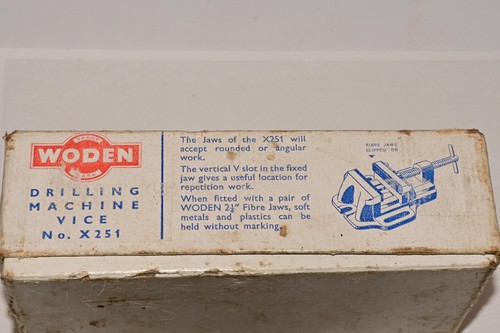 WODEN
DRILLING
MACHINE
VICE
No. X251
The Jaws of the X251 will
accept rounded or angular
work.
The vertical V slot in the fixed
jaw gives a useful location for
repetition work.
When fitted with a pair of
WODEN 2½" Fibre Jaws, soft
metals and plastics can be
held without marking.
FIBRE JAWS
SLIPPED ON